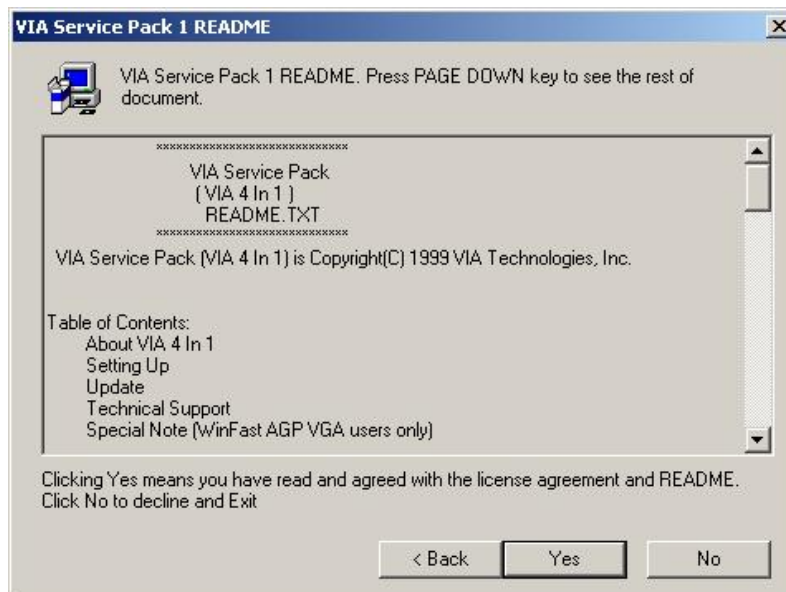 VIA Service Pack 1 README
VIA Service Pack 1 README. Press PAGE DOWN key to see the rest of
document.
××××××××××××××××××××××××××××
VIA Service Pack
( VIA 4 In 1 )
README.TXT
××××××××××××××××××××××××××××
VIA Service Pack (VIA 4 In 1) is Copyright(C) 1999 VIA Technologies, Inc.
Table of Contents:
About VIA 4 In 1
Setting Up
Update
Technical Support
Special Note (WinFast AGP VGA users only)
Clicking Yes means you have read and agreed with the license agreement and README.
Click No to decline and Exit
< Back Yes No